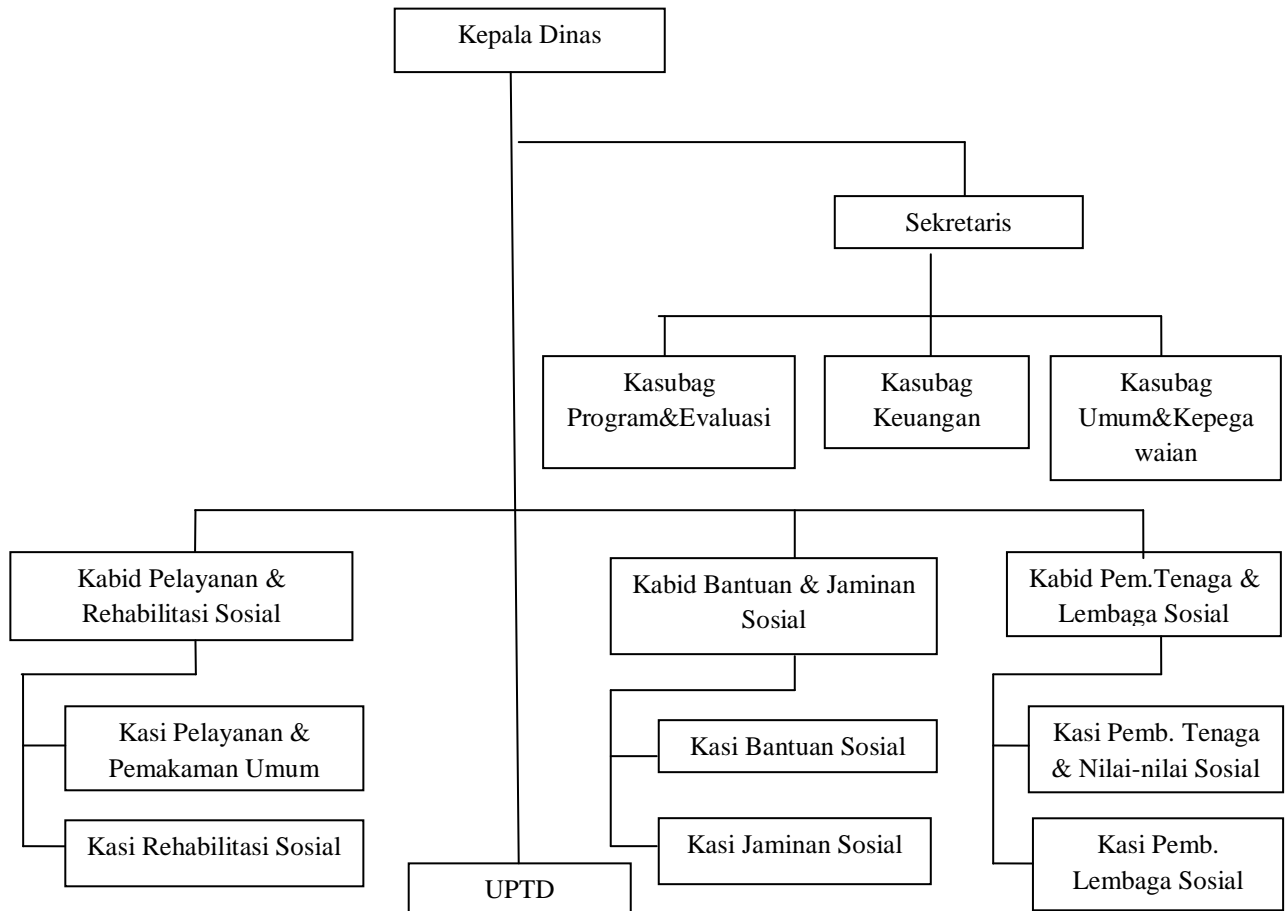 Kepala Dinas
Sekretaris
Kasubag
Program&Evaluasi
Kasubag
Keuangan
Kasubag
Umum&Kepega
waian
Kabid Pelayanan &
Rehabilitasi Sosial
Kabid Bantuan & Jaminan
Sosial
Kabid Pem.Tenaga &
Lembaga Sosial
Kasi Pelayanan &
Pemakaman Umum
Kasi Rehabilitasi Sosial
Kasi Bantuan Sosial
Kasi Jaminan Sosial
Kasi Pemb. Tenaga
& Nilai-nilai Sosial
Kasi Pemb.
Lembaga Sosial
UPTD